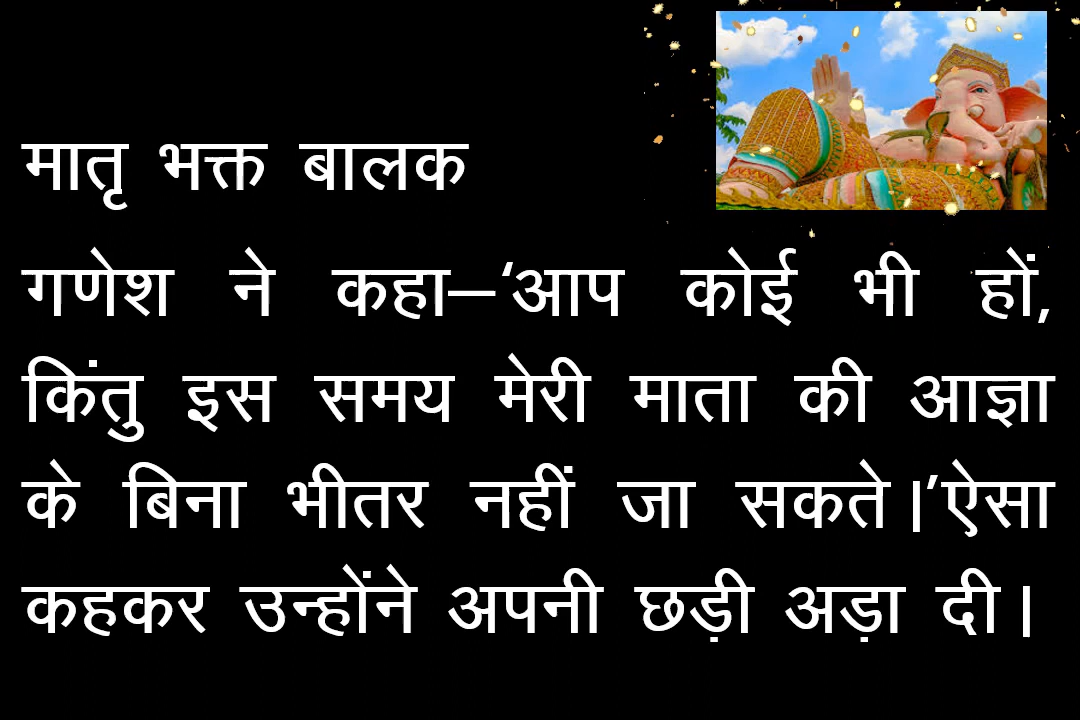 मातृ भक्त बालक
गणेश ने कहा—‘आप कोई भी हों,
किंतु इस समय मेरी माता की आज्ञा
के बिना भीतर नहीं जा सकते।’ऐसा
कहकर उन्होंने अपनी छड़ी अड़ा दी।